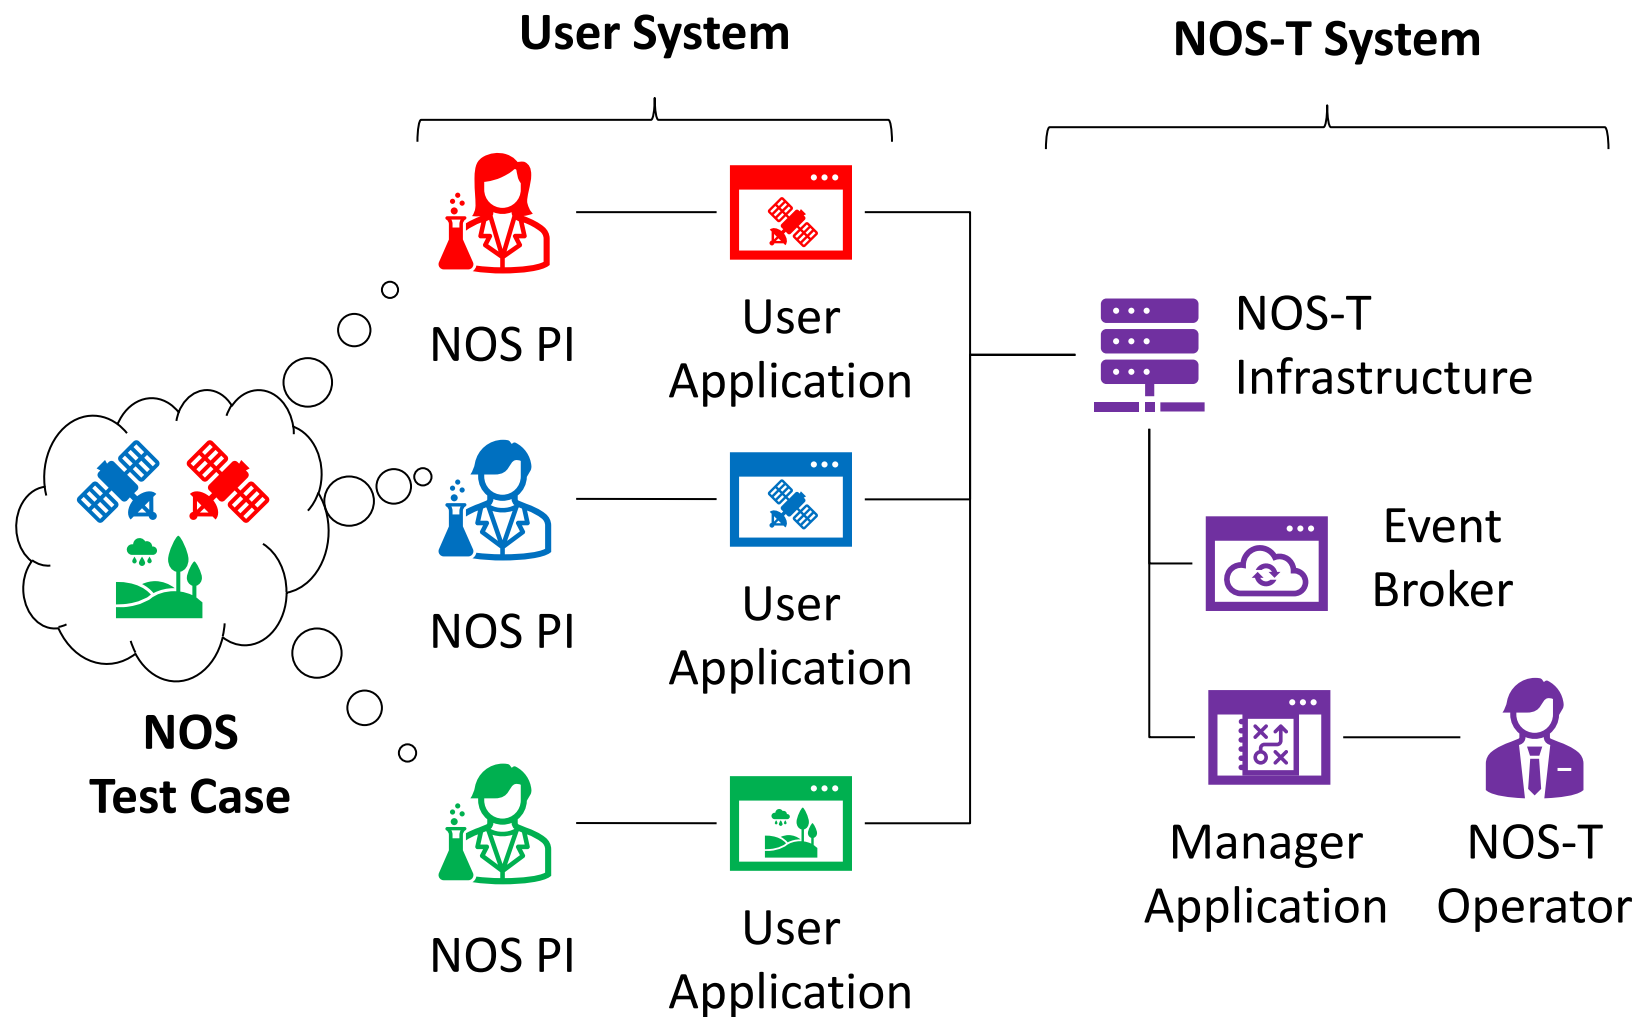 User System
NOS-T System
NOS PI
User
Application
NOS-T
Infrastructure
NOS PI
User
Application
Event
Broker
NOS
Test Case
NOS PI
User
Application
Manager
Application
NOS-T
Operator